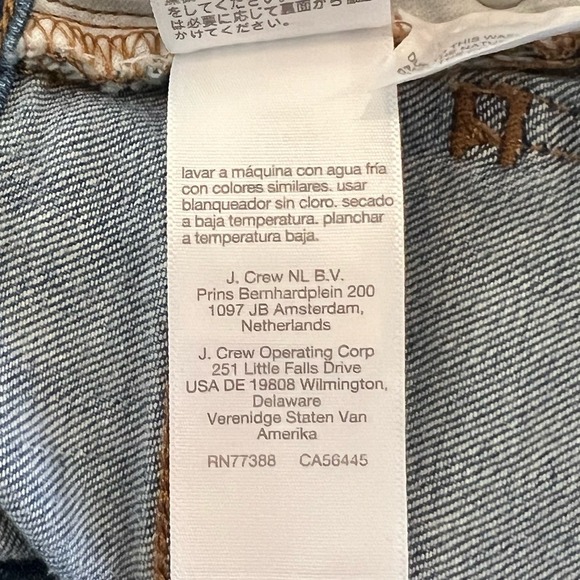 をしてください
は必要に応じて裏面から
かけてください。
THIS WAS
lavar a máquina con agua fría
con colores similares. usar
blanqueador sin cloro. secado
a baja temperatura. planchar
a temperatura baja.
J. Crew NL B.V.
Prins Bernhardplein 200
1097 JB Amsterdam,
Netherlands
J. Crew Operating Corp
251 Little Falls Drive
USA DE 19808 Wilmington,
Delaware
Verenidge Staten Van
Amerika
RN77388 CA56445